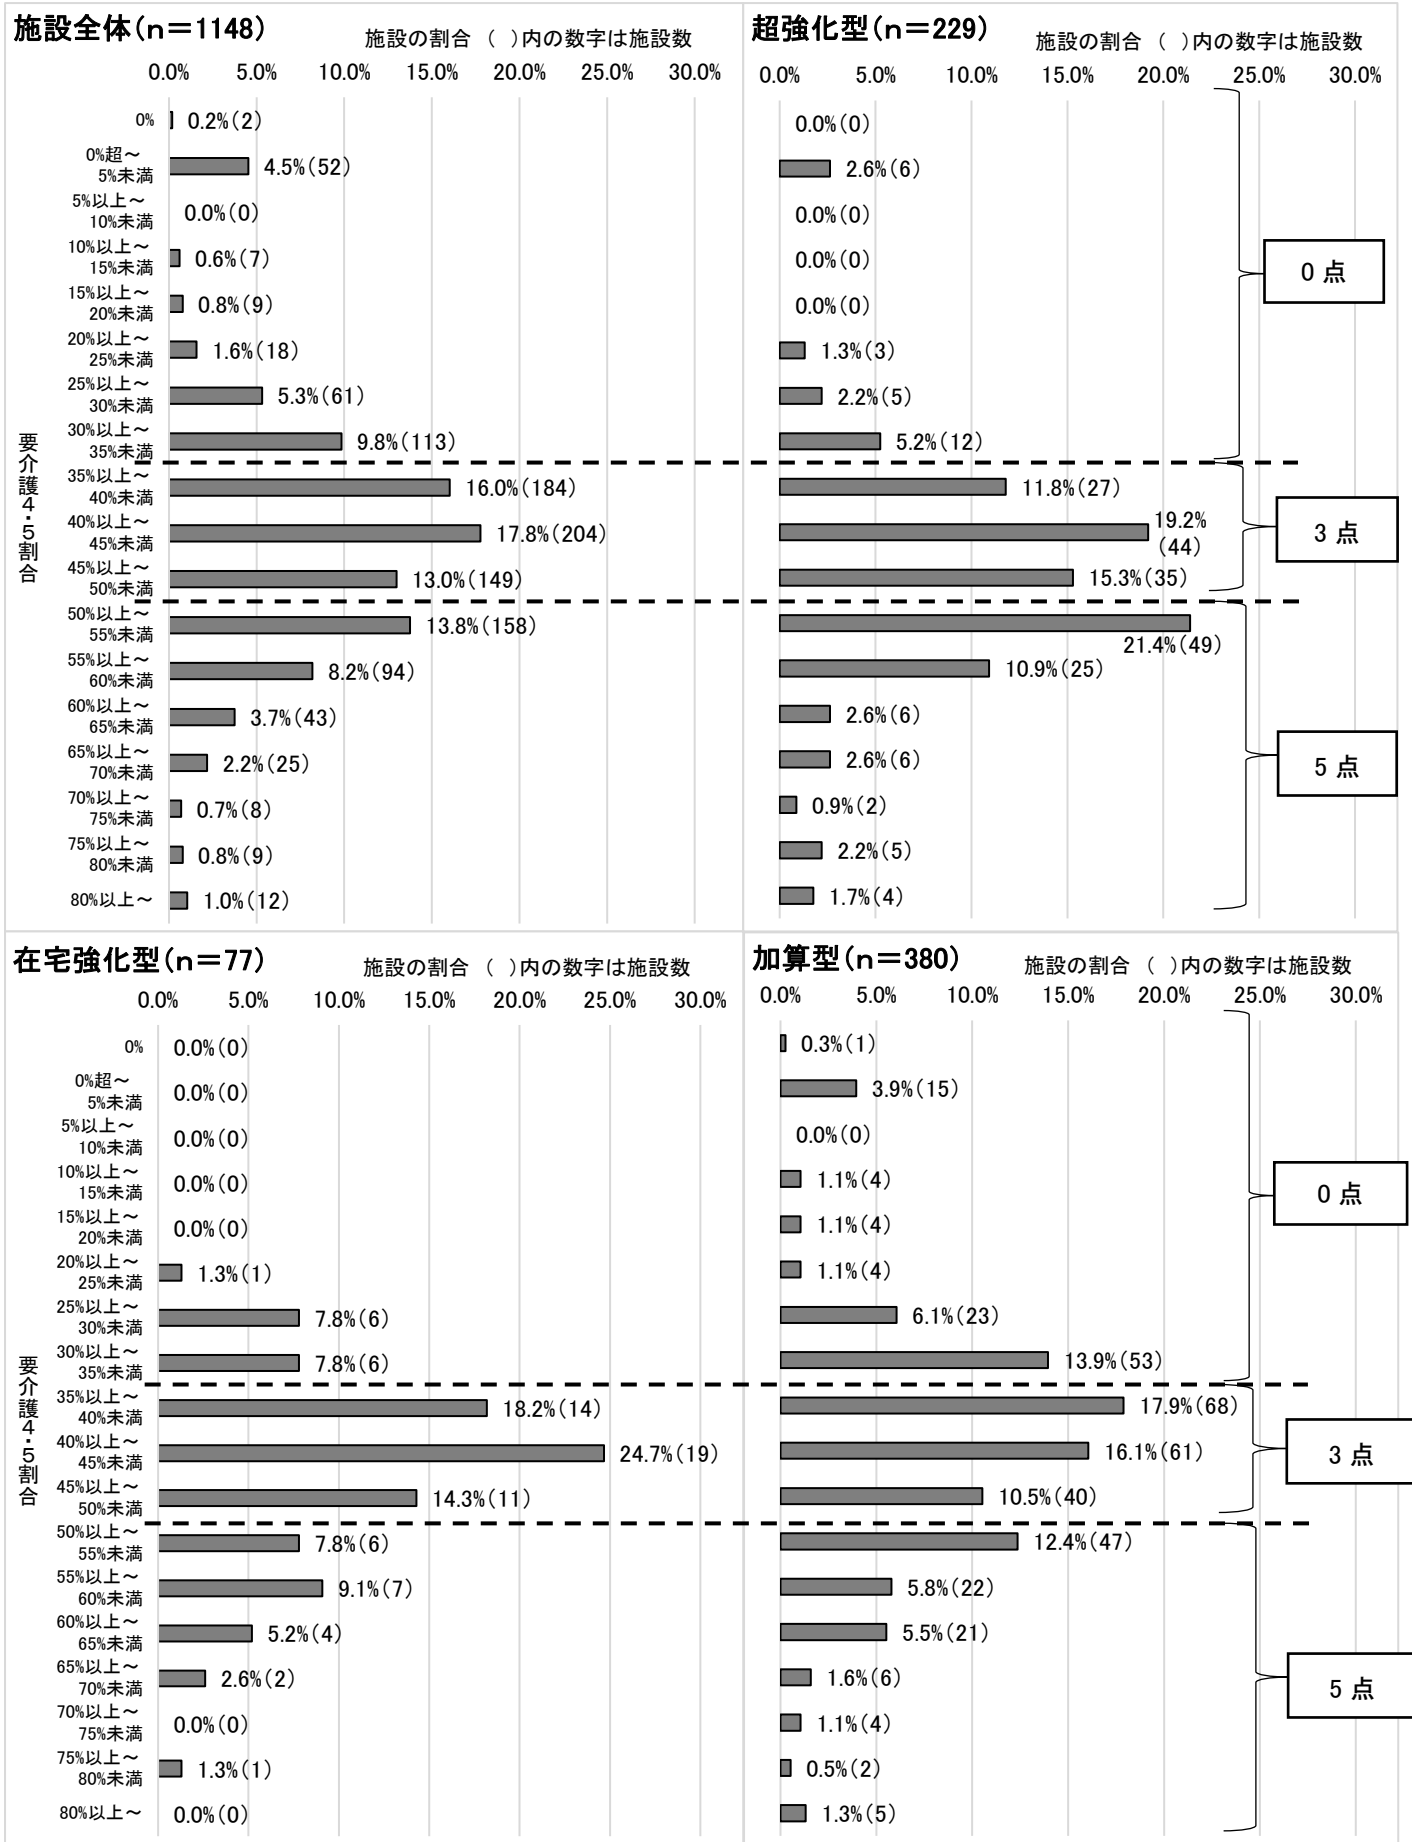 施設全体(n=1148)
施設の割合 ( )内の数字は施設数
0.0% 5.0% 10.0% 15.0% 20.0% 25.0% 30.0%
要介護4・5割合
0% 0.2%(2)
0%超～
5%未満 4.5%(52)
5%以上～
10%未満 0.0%(0)
10%以上～
15%未満 0.6%(7)
15%以上～
20%未満 0.8%(9)
20%以上～
25%未満 1.6%(18)
25%以上～
30%未満 5.3%(61)
30%以上～
35%未満 9.8%(113)
35%以上～
40%未満 16.0%(184)
40%以上～
45%未満 17.8%(204)
45%以上～
50%未満 13.0%(149)
50%以上～
55%未満 13.8%(158)
55%以上～
60%未満 8.2%(94)
60%以上～
65%未満 3.7%(43)
65%以上～
70%未満 2.2%(25)
70%以上～
75%未満 0.7%(8)
75%以上～
80%未満 0.8%(9)
80%以上～ 1.0%(12)
超強化型(n=229)
施設の割合 ( )内の数字は施設数
0.0% 5.0% 10.0% 15.0% 20.0% 25.0% 30.0%
0.0%(0)
2.6%(6)
0.0%(0)
0.0%(0)
0.0%(0)
1.3%(3)
2.2%(5)
5.2%(12)
0 点
11.8%(27)
19.2%
(44)
15.3%(35)
3 点
21.4%(49)
10.9%(25)
2.6%(6)
2.6%(6)
0.9%(2)
2.2%(5)
1.7%(4)
5 点
在宅強化型(n=77)
施設の割合 ( )内の数字は施設数
0.0% 5.0% 10.0% 15.0% 20.0% 25.0% 30.0%
要介護4・5割合
0% 0.0%(0)
0%超～
5%未満 0.0%(0)
5%以上～
10%未満 0.0%(0)
10%以上～
15%未満 0.0%(0)
15%以上～
20%未満 0.0%(0)
20%以上～
25%未満 1.3%(1)
25%以上～
30%未満 7.8%(6)
30%以上～
35%未満 7.8%(6)
35%以上～
40%未満 18.2%(14)
40%以上～
45%未満 24.7%(19)
45%以上～
50%未満 14.3%(11)
50%以上～
55%未満 7.8%(6)
55%以上～
60%未満 9.1%(7)
60%以上～
65%未満 5.2%(4)
65%以上～
70%未満 2.6%(2)
70%以上～
75%未満 0.0%(0)
75%以上～
80%未満 1.3%(1)
80%以上～ 0.0%(0)
加算型(n=380)
施設の割合 ( )内の数字は施設数
0.0% 5.0% 10.0% 15.0% 20.0% 25.0% 30.0%
0.3%(1)
3.9%(15)
0.0%(0)
1.1%(4)
1.1%(4)
1.1%(4)
6.1%(23)
13.9%(53)
0 点
17.9%(68)
16.1%(61)
10.5%(40)
3 点
12.4%(47)
5.8%(22)
5.5%(21)
1.6%(6)
1.1%(4)
0.5%(2)
1.3%(5)
5 点